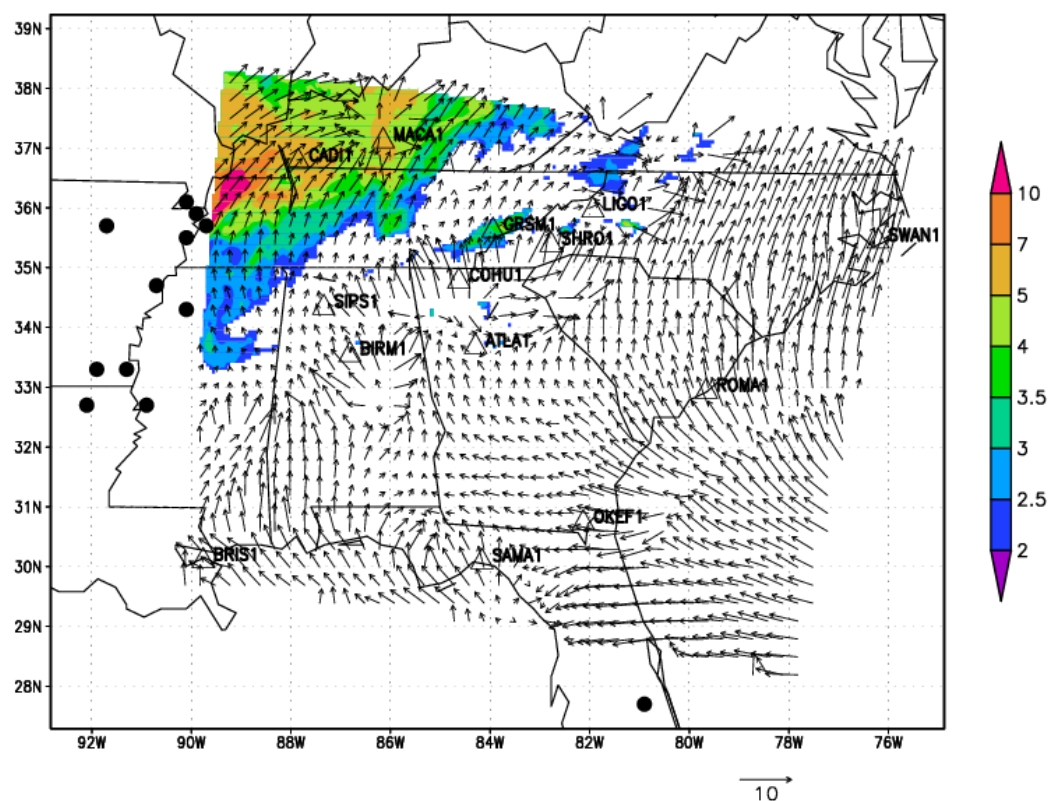 39N
38N
37N
36N
35N
34N
33N
32N
31N
30N
29N
28N
92W 90W 88W 86W 84W 82W 80W 78W 76W
MACA1
CADI1
LIGO1
GRSM1
SHRO1
SWAN1
COHU1
SIPS1
BIRM1
ATLAT
ROMA1
OKEF1
BRIS1
SAMA1
10
7
5
4
3.5
3
2.5
2
10